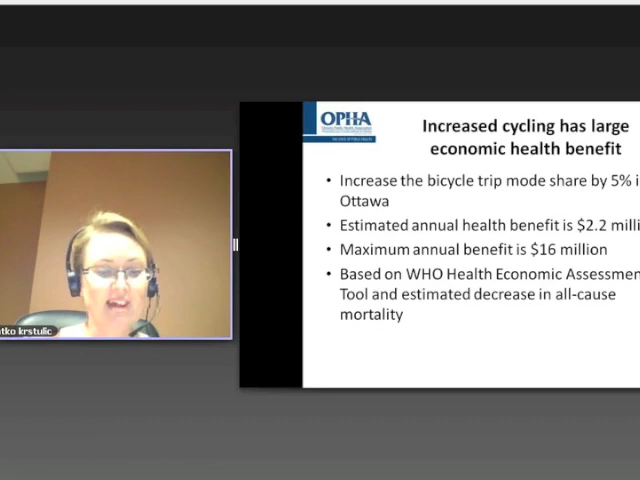 OPHA
Increased cycling has large
economic health benefit
• Increase the bicycle trip mode share by 5% i
Ottawa
• Estimated annual health benefit is $2.2 milli
• Maximum annual benefit is $16 million
• Based on WHO Health Economic Assessmen
Tool and estimated decrease in all-cause
mortality
tko krstulic